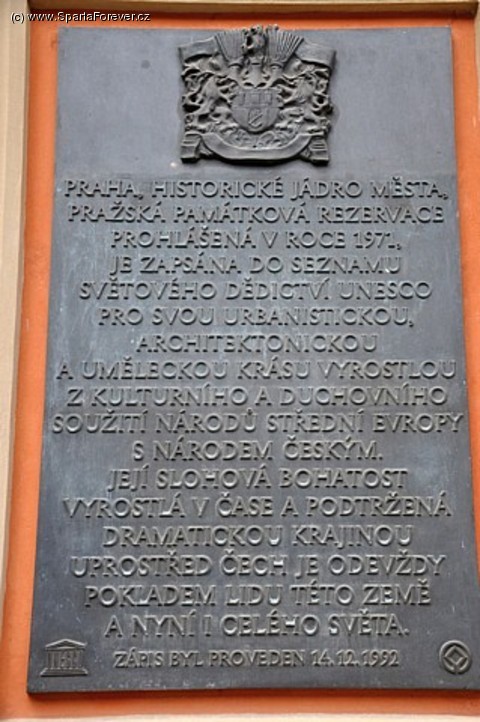 (c) www.SpartaForever.cz
PRAHA, HISTORICKÉ JÁDRO MĚSTA,
PRAŽSKÁ PAMÁTKOVÁ REZERVACE
PROHLÁŠENÁ V ROCE 1971,
JE ZAPSÁNA DO SEZNAMU
SVĚTOVÉHO DĚDICTVÍ UNESCO
PRO SVOU URBANISTICKOU,
ARCHITEKTONICKOU
A UMĚLECKOU KRÁSU VYROSTLOU
Z KULTURNÍHO A DUCHOVNÍHO
SOUŽITÍ NÁRODŮ STŘEDNÍ EVROPY
S NÁRODEM ČESKÝM.
JEJÍ SLOHOVÁ BOHATOST
VYROSTLÁ V ČASE A PODTRŽENÁ
DRAMATICKOU KRAJINOU
UPROSTŘED ČECH JE ODEVŽDY
POKLADEM LIDU TÉTO ZEMĚ
A NYNÍ I CELÉHO SVĚTA.
ZÁPIS BYL PROVEDEN 14.12.1992